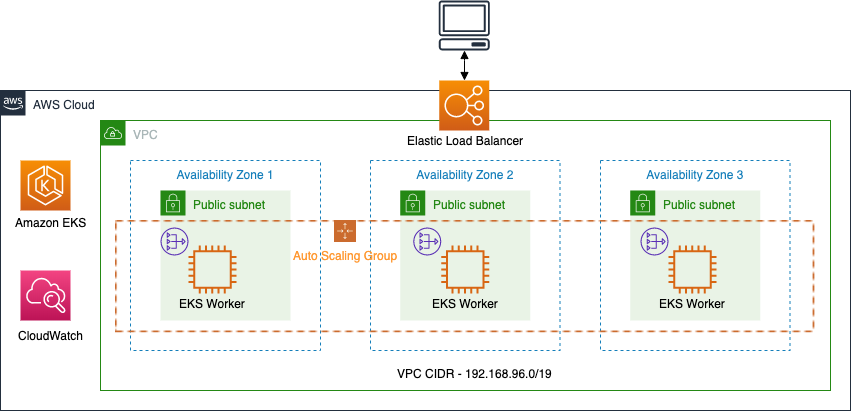 aws
AWS Cloud
Elastic Load Balancer
VPC
Availability Zone 1
Availability Zone 2
Availability Zone 3
Public subnet
Public subnet
Public subnet
Amazon EKS
Auto Scaling Group
EKS Worker
EKS Worker
EKS Worker
CloudWatch
VPC CIDR - 192.168.96.0/19